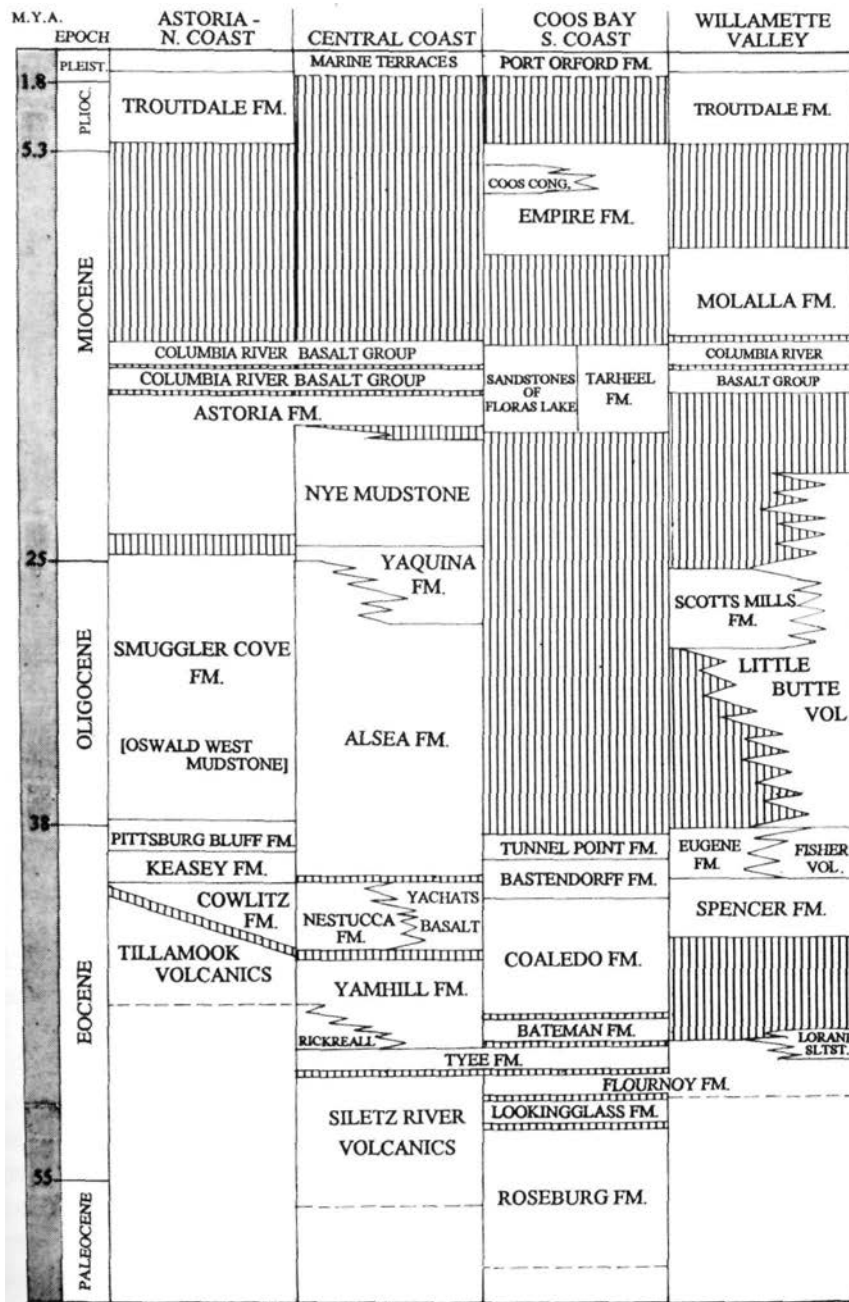 M.Y.A.
EPOCH
ASTORIA -
N. COAST
CENTRAL COAST
COOS BAY
S. COAST
WILLAMETTE
VALLEY
PLEIST.
MARINE TERRACES
PORT ORFORD FM.
1.8
PLIOC.
TROUTDALE FM.
TROUTDALE FM.
5.3
MIOCENE
COOS CONG.
EMPIRE FM.
MOLALLA FM.
COLUMBIA RIVER BASALT GROUP
COLUMBIA RIVER
COLUMBIA RIVER BASALT GROUP
BASALT GROUP
SANDSTONES
OF
FLORAS LAKE
TARHEEL
FM.
ASTORIA FM.
NYE MUDSTONE
25
OLIGOCENE
YAQUINA
FM.
SCOTTS MILLS
FM.
SMUGGLER COVE
FM.
LITTLE
BUTTE
VOL.
[OSWALD WEST
MUDSTONE]
ALSEA FM.
38
EOCENE
PITTSBURG BLUFF FM.
TUNNEL POINT FM.
EUGENE
FM.
FISHER
VOL.
KEASEY FM.
BASTENDORFF FM.
COWLITZ
FM.
YACHATS
BASALT
NESTUCCA
FM.
SPENCER FM.
TILLAMOOK
VOLCANICS
COALEDO FM.
YAMHILL FM.
RICKREALL
BATEMAN FM.
LORANE
SLTST.
TYEE FM.
FLOURNOY FM.
LOOKINGGLASS FM.
SILETZ RIVER
VOLCANICS
55
ROSEBURG FM.
PALEOCENE